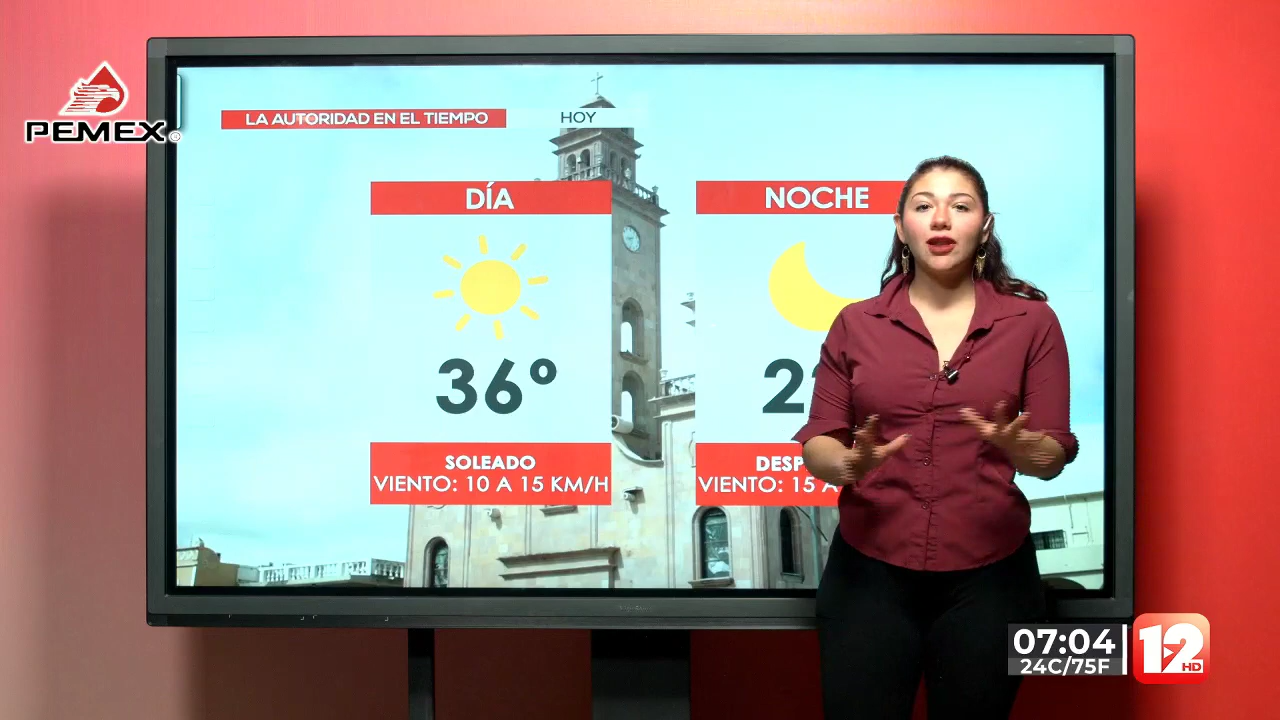 PEMEX
LA AUTORIDAD EN EL TIEMPO
HOY
DÍA
36°
SOLEADO
VIENTO: 10 A 15 KM/H
NOCHE
VIENTO: 15 A
07:04
24C/75F
12
HD